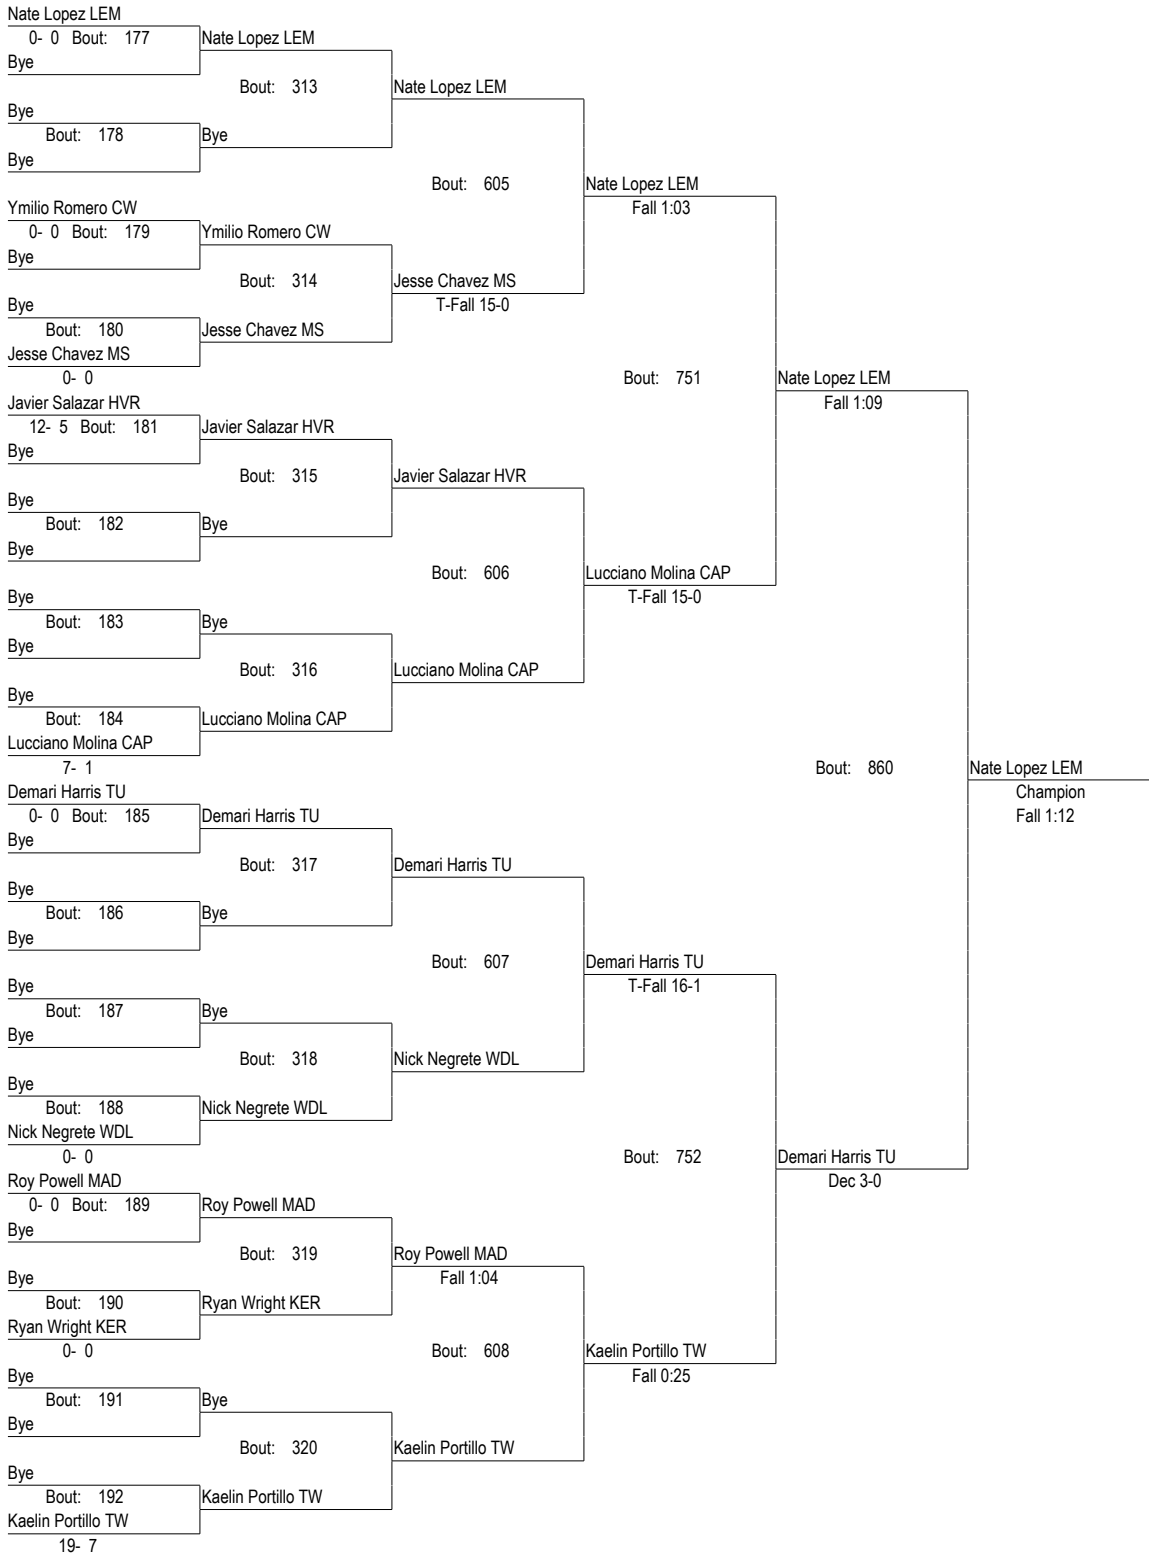 Nate Lopez LEM
0- 0 Bout: 177 Nate Lopez LEM
Bye
Bout: 313 Nate Lopez LEM
Bye
Bout: 178 Bye
Bye
Bout: 605 Nate Lopez LEM
Ymilio Romero CW Fall 1:03
0- 0 Bout: 179 Ymilio Romero CW
Bye
Bout: 314 Jesse Chavez MS
Bye T-Fall 15-0
Bout: 180 Jesse Chavez MS
Jesse Chavez MS
0- 0 Bout: 751 Nate Lopez LEM
Javier Salazar HVR Fall 1:09
12- 5 Bout: 181 Javier Salazar HVR
Bye
Bout: 315 Javier Salazar HVR
Bye
Bout: 182 Bye
Bye
Bout: 606 Lucciano Molina CAP
Bye T-Fall 15-0
Bout: 183 Bye
Bye
Bout: 316 Lucciano Molina CAP
Bye
Bout: 184 Lucciano Molina CAP
Lucciano Molina CAP
7- 1 Bout: 860 Nate Lopez LEM
Demari Harris TU Champion
0- 0 Bout: 185 Demari Harris TU Fall 1:12
Bye
Bout: 317 Demari Harris TU
Bye
Bout: 186 Bye
Bye
Bout: 607 Demari Harris TU
Bye T-Fall 16-1
Bout: 187 Bye
Bye
Bout: 318 Nick Negrete WDL
Bye
Bout: 188 Nick Negrete WDL
Nick Negrete WDL
0- 0 Bout: 752 Demari Harris TU
Roy Powell MAD Dec 3-0
0- 0 Bout: 189 Roy Powell MAD
Bye
Bout: 319 Roy Powell MAD
Bye Fall 1:04
Bout: 190 Ryan Wright KER
Ryan Wright KER
0- 0 Bout: 608 Kaelin Portillo TW
Bye Fall 0:25
Bout: 191 Bye
Bye
Bout: 320 Kaelin Portillo TW
Bye
Bout: 192 Kaelin Portillo TW
Kaelin Portillo TW
19- 7